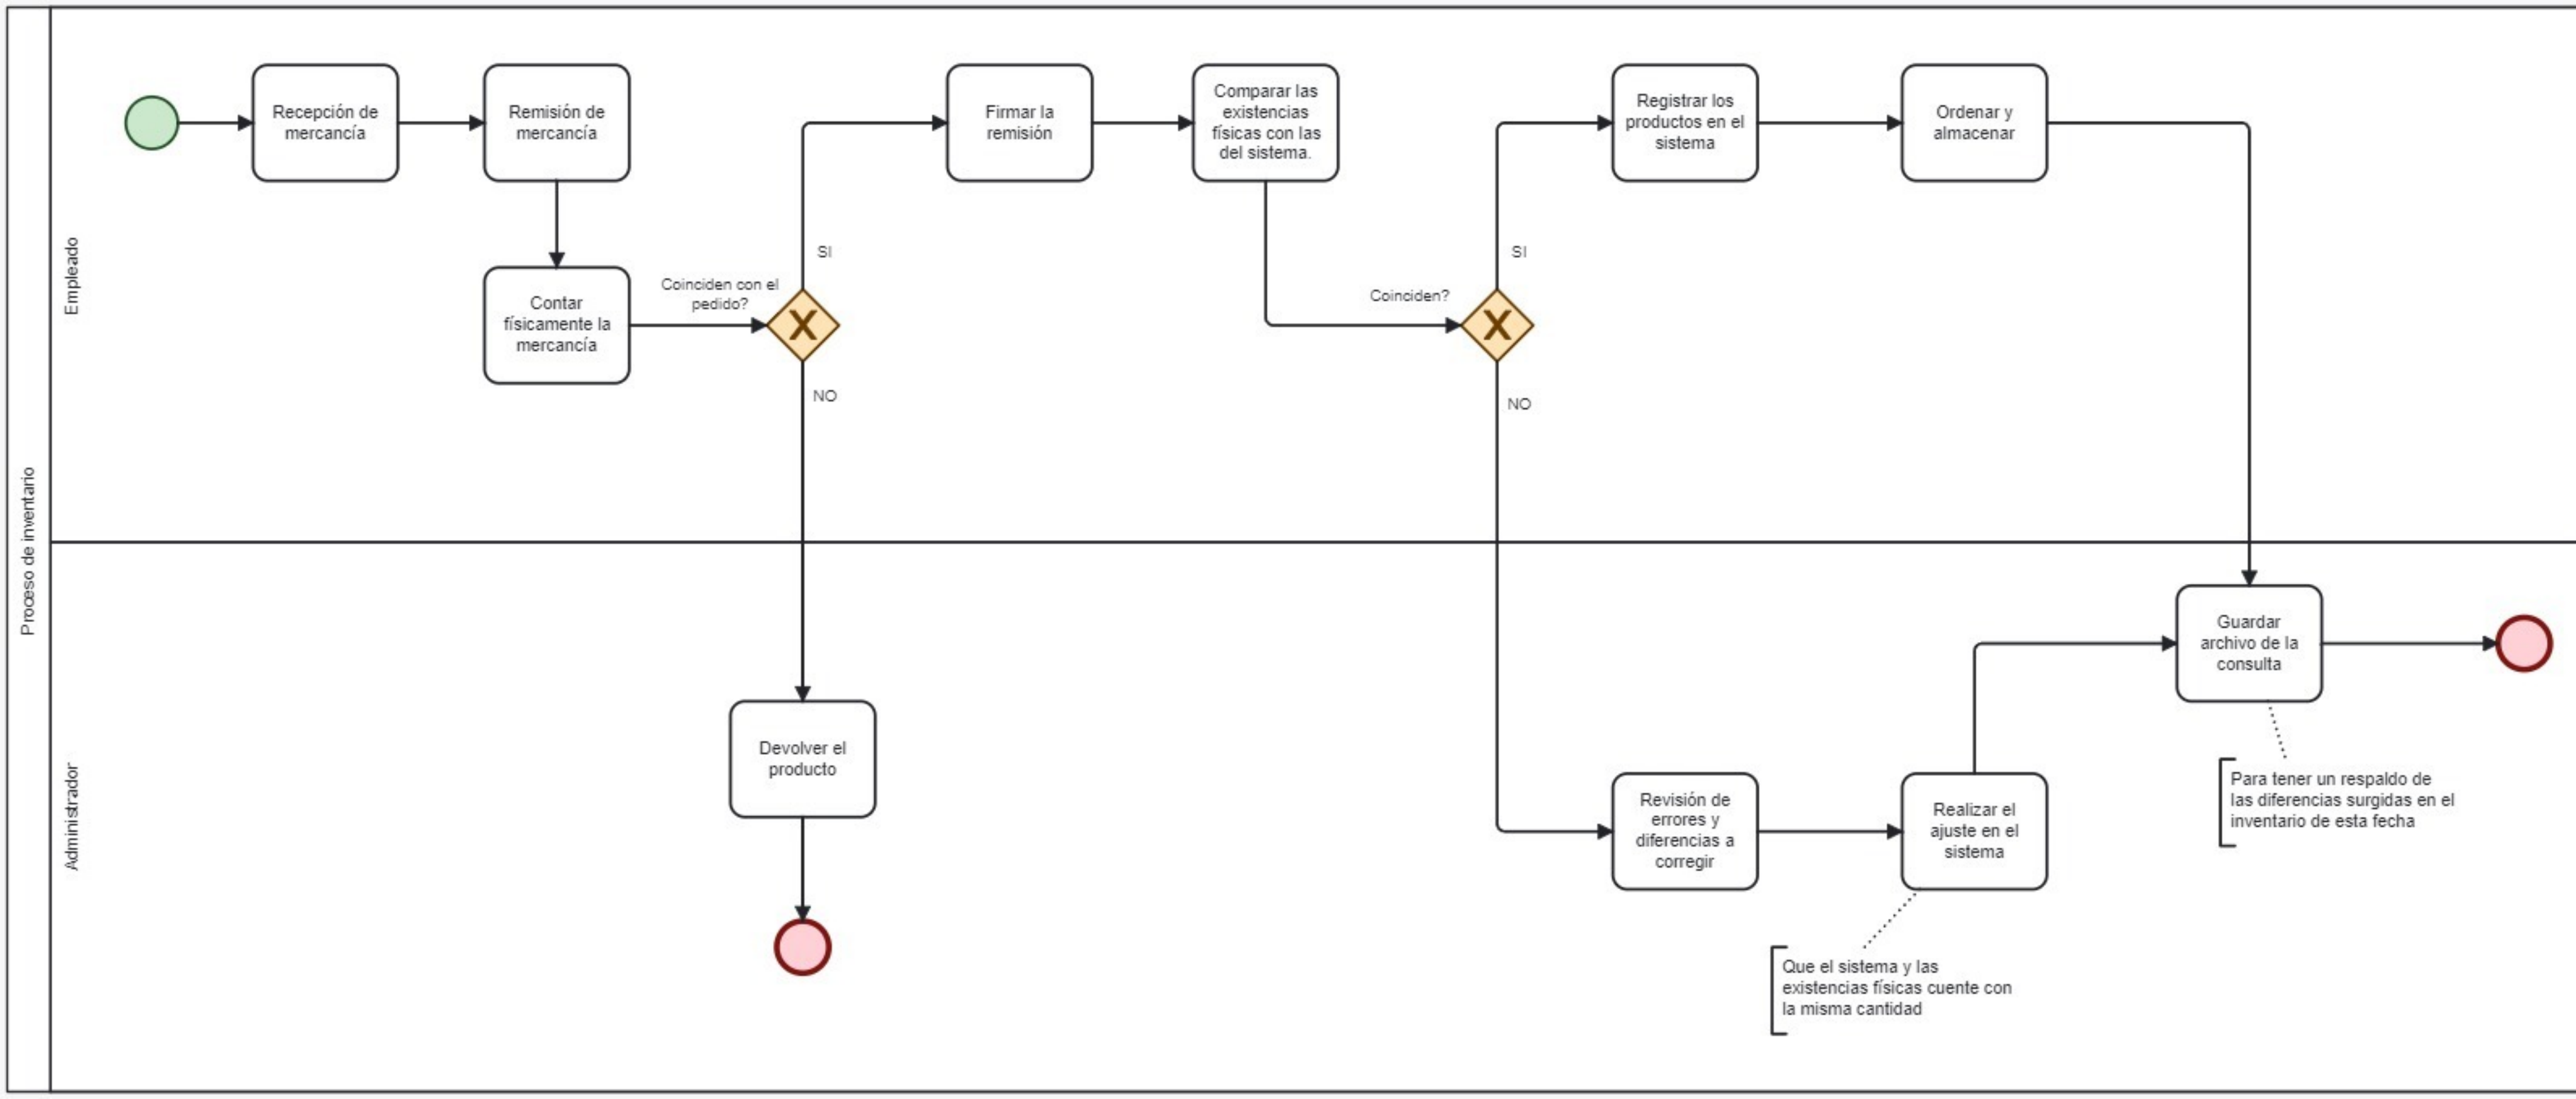 Proceso de inventario
Empleado
Recepción de
mercancía
Remisión de
mercancía
Contar
físicamente la
mercancía
Coinciden con el
pedido?
SI
NO
Firmar la
remisión
Comparar las
existencias
físicas con las
del sistema.
Coinciden?
SI
NO
Registrar los
productos en el
sistema
Ordenar y
almacenar
Administrador
Devolver el
producto
Revisión de
errores y
diferencias a
corregir
Realizar el
ajuste en el
sistema
Que el sistema y las
existencias físicas cuente con
la misma cantidad
Guardar
archivo de la
consulta
Para tener un respaldo de
las diferencias surgidas en el
inventario de esta fecha